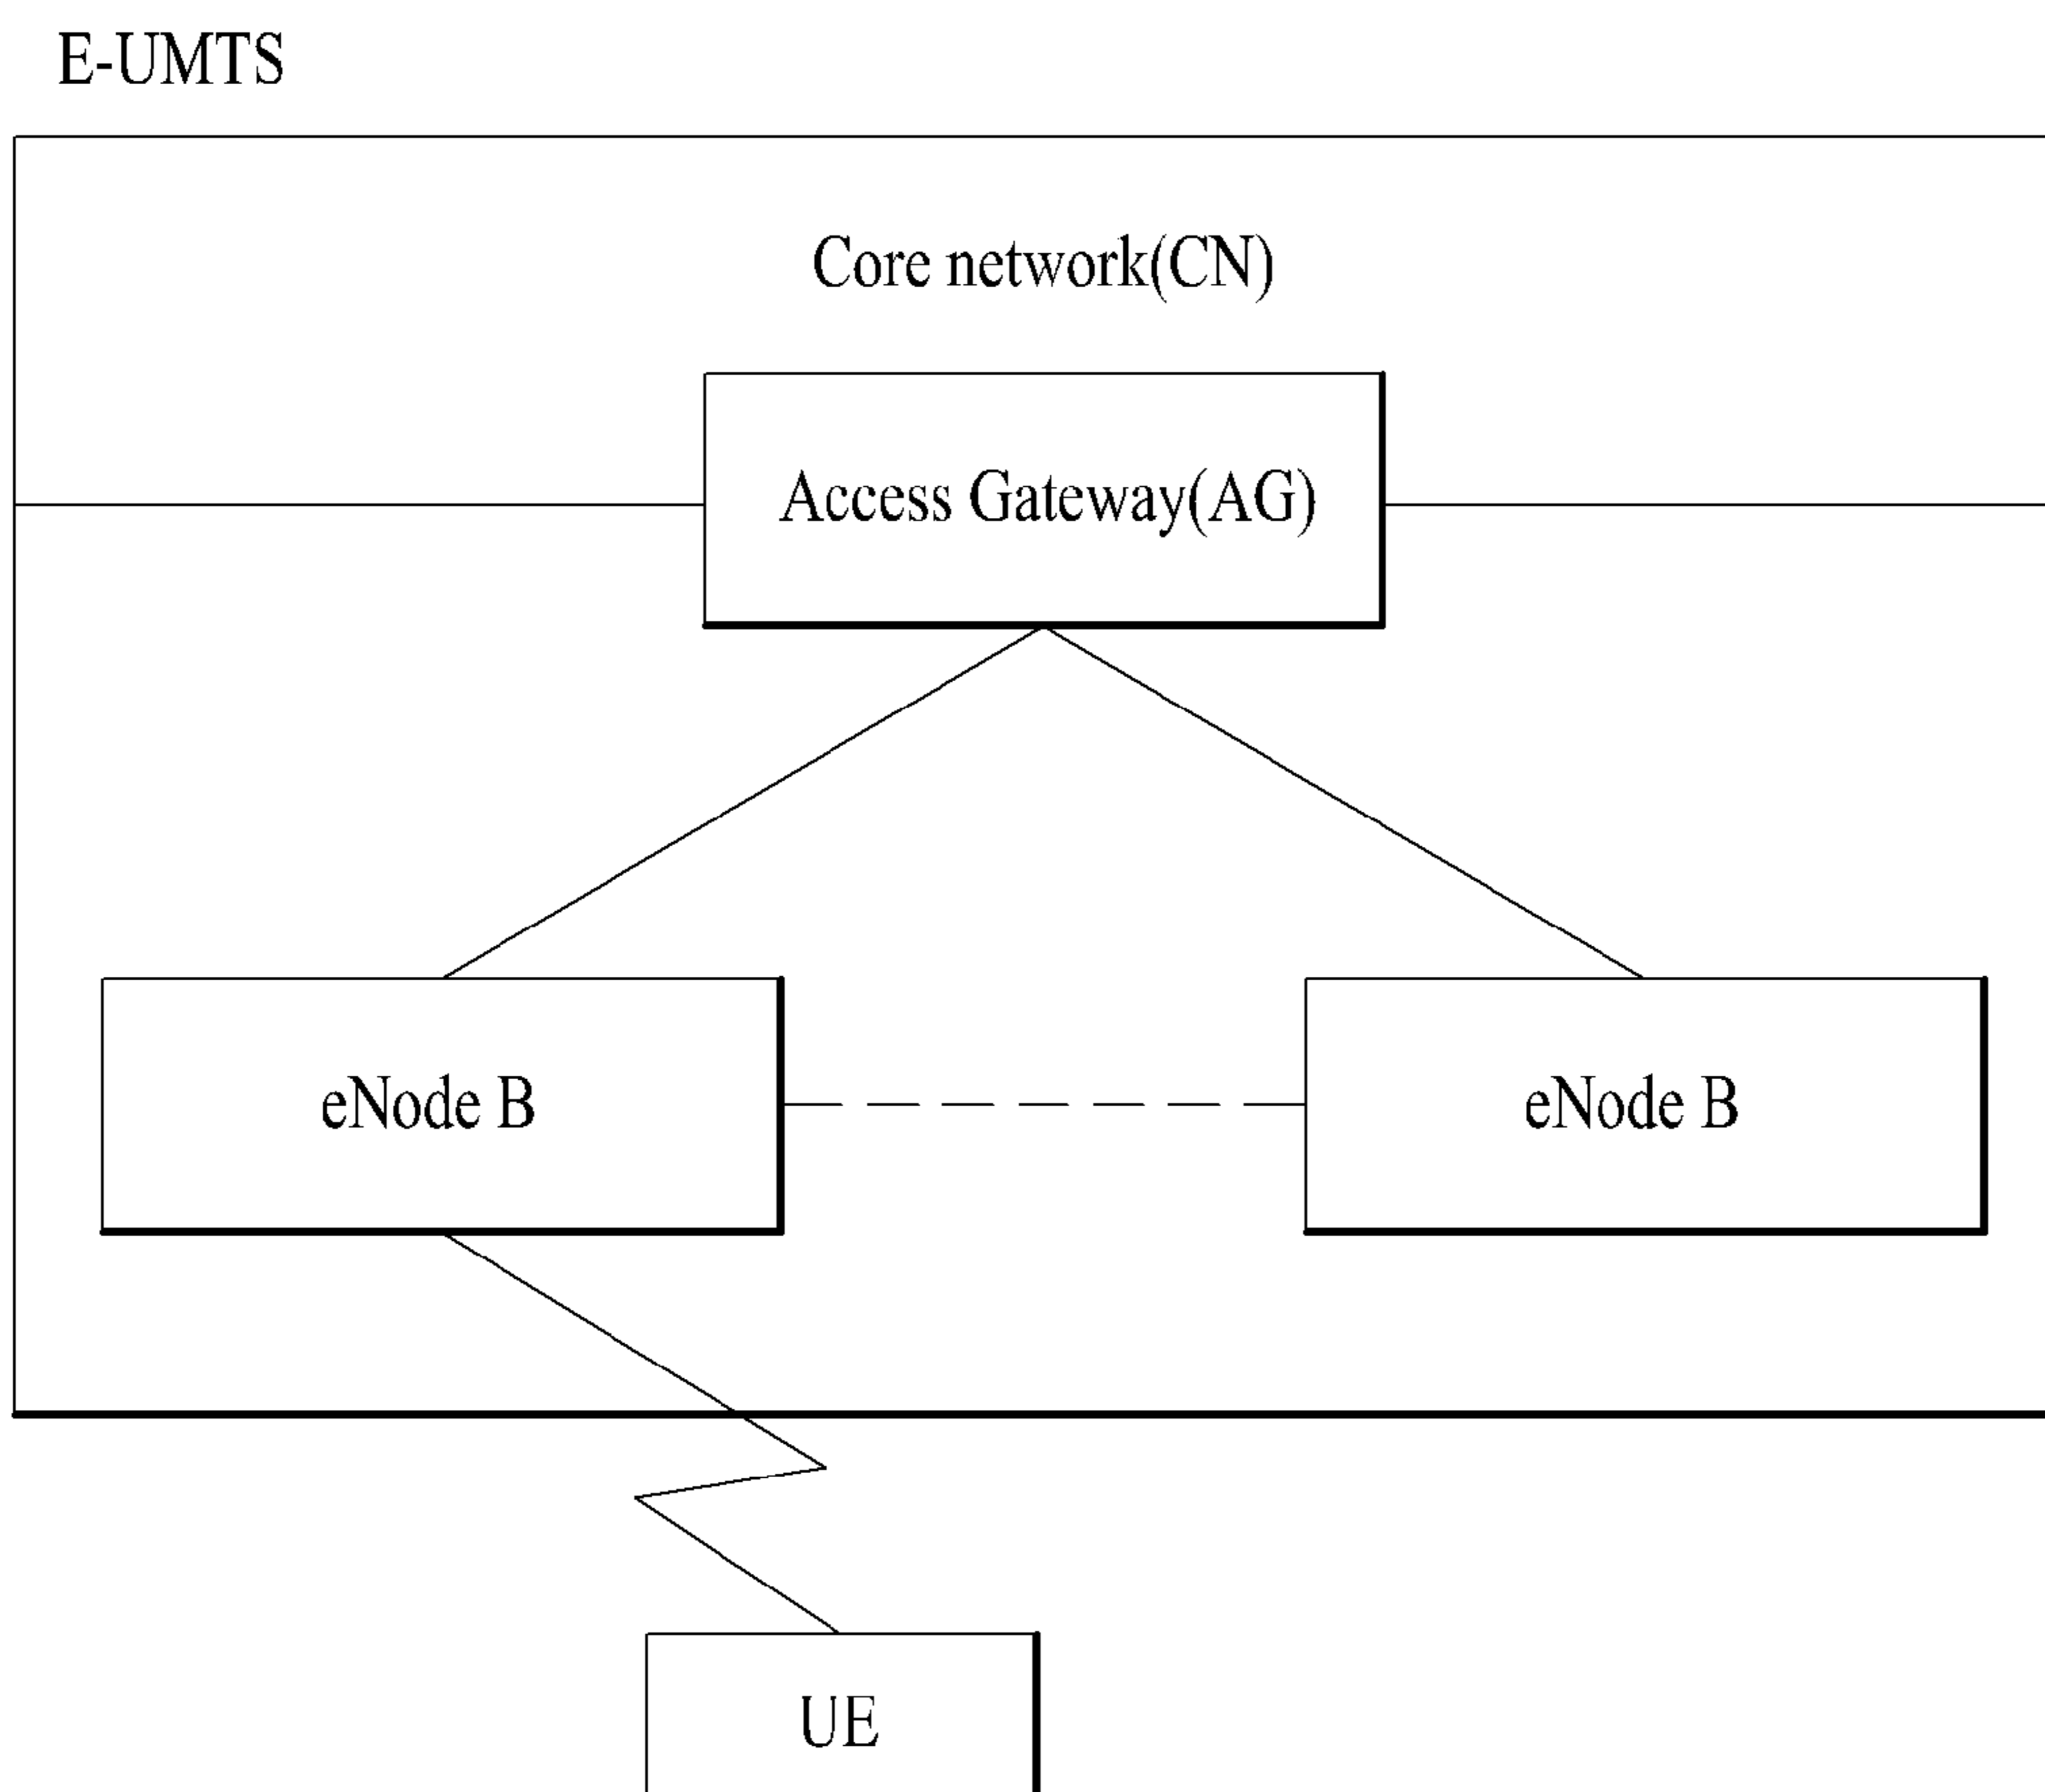 E-UMTS
Core network(CN)
Access Gateway(AG)
eNode B
eNode B
UE